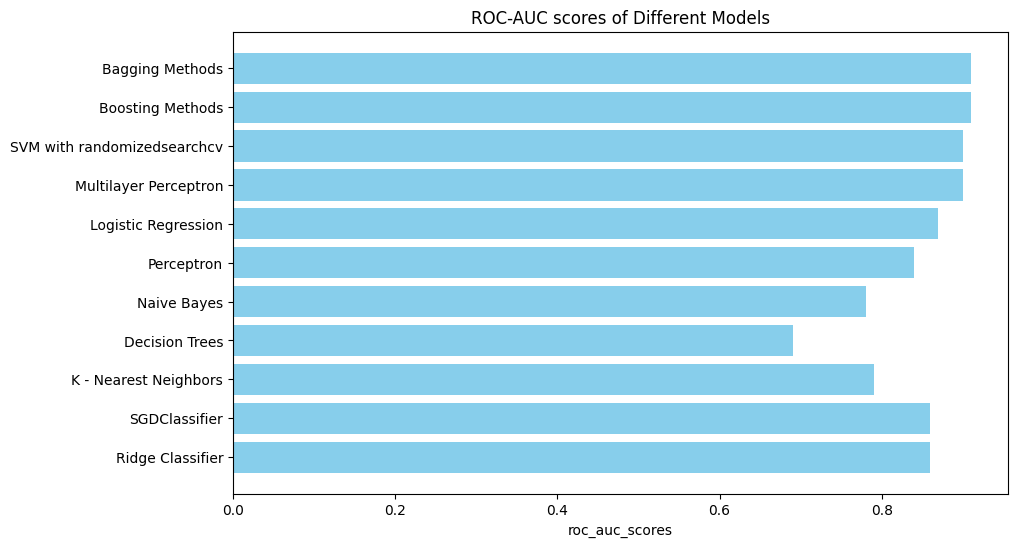 ROC-AUC scores of Different Models
Bagging Methods
Boosting Methods
SVM with randomizedsearchcv
Multilayer Perceptron
Logistic Regression
Perceptron
Naive Bayes
Decision Trees
K - Nearest Neighbors
SGDClassifier
Ridge Classifier
0.0 0.2 0.4 0.6 0.8
roc_auc_scores